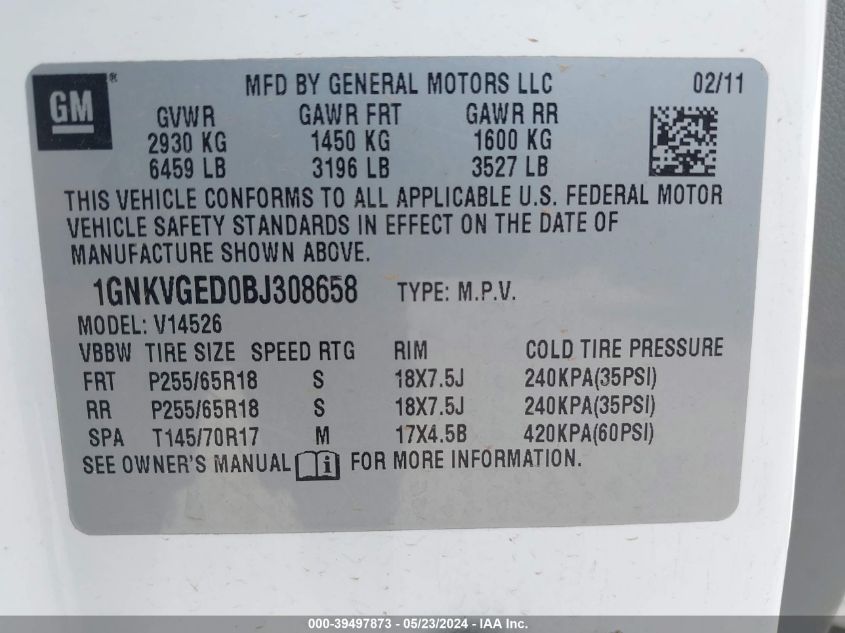 GM ® MFD BY GENERAL MOTORS LLC 02/11
GVWR GAWR FRT GAWR RR
2930 KG 1450 KG 1600 KG
6459 LB 3196 LB 3527 LB
THIS VEHICLE CONFORMS TO ALL APPLICABLE U.S. FEDERAL MOTOR
VEHICLE SAFETY STANDARDS IN EFFECT ON THE DATE OF
MANUFACTURE SHOWN ABOVE.
1GNKVGED0BJ308658 TYPE: M.P.V.
MODEL: V14526
VBBW TIRE SIZE SPEED RTG RIM COLD TIRE PRESSURE
FRT P255/65R18 S 18X7.5J 240KPA(35PSI)
RR P255/65R18 S 18X7.5J 240KPA(35PSI)
SPA T145/70R17 M 17X4.5B 420KPA(60PSI)
SEE OWNER'S MANUAL i FOR MORE INFORMATION.
000-39497873 - 05/23/2024 - IAA Inc.